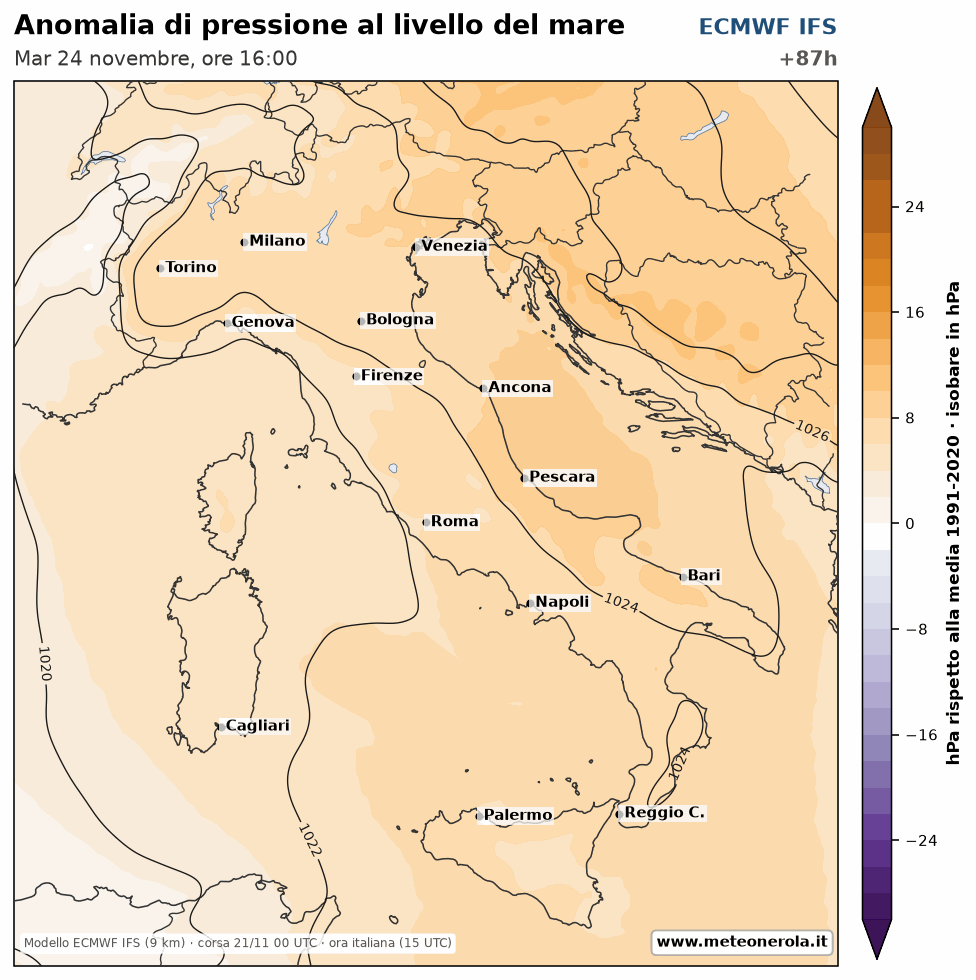 Anomalia di pressione al livello del mare
ECMWF IFS
Mar 24 novembre, ore 16:00
+87h
Milano
Venezia
Torino
Genova
Bologna
Firenze
Ancona
1026
Pescara
Roma
Bari
Napoli
1024
1020
Cagliari
1024
Palermo
Reggio C.
1022
24
16
8
0
−8
−16
−24
hPa rispetto alla media 1991-2020 · isobare in hPa
Modello ECMWF IFS (9 km) · corsa 21/11 00 UTC · ora italiana (15 UTC)
www.meteonerola.it